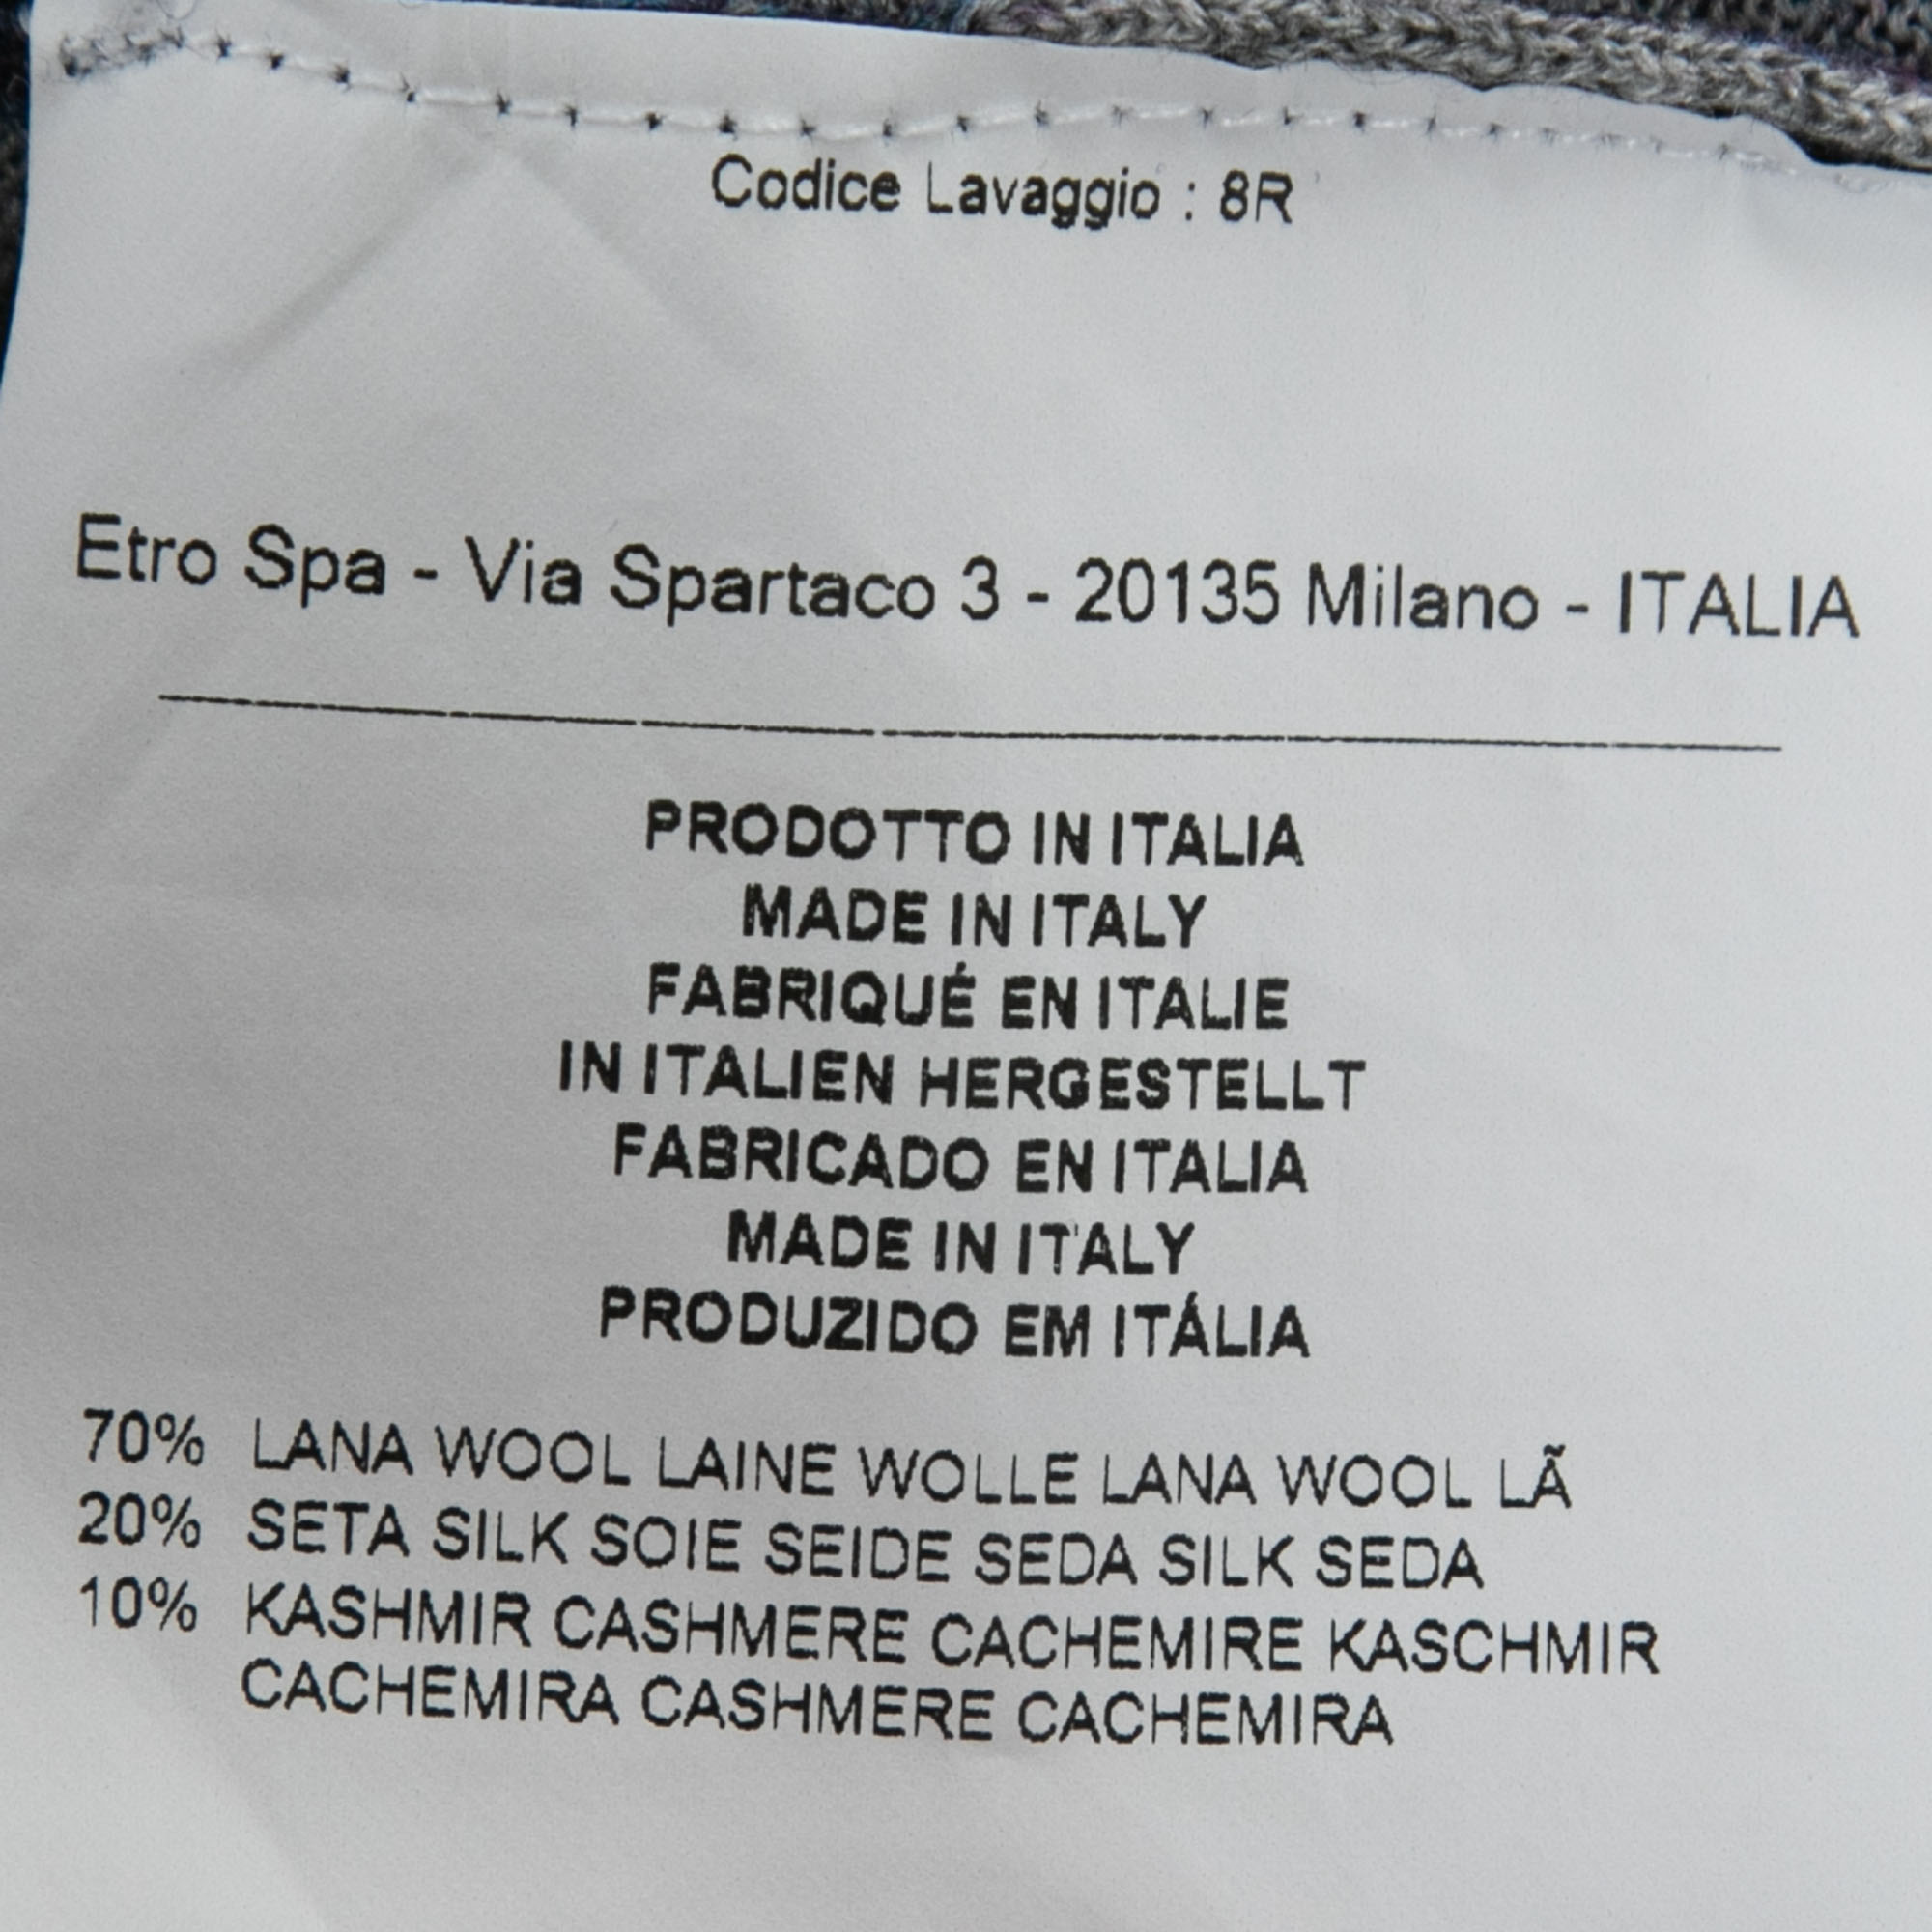 Codice Lavaggio : 8R
Etro Spa - Via Spartaco 3 - 20135 Milano - ITALIA
PRODOTTO IN ITALIA
MADE IN ITALY
FABRIQUÉ EN ITALIE
IN ITALIEN HERGESTELLT
FABRICADO EN ITALIA
MADE IN ITALY
PRODUZIDO EM ITÁLIA
70% LANA WOOL LAINE WOLLE LANA WOOL LÃ
20% SETA SILK SOIE SEIDE SEDA SILK SEDA
10% KASHMIR CASHMERE CACHEMIRE KASCHMIR
CACHEMIRA CASHMERE CACHEMIRA